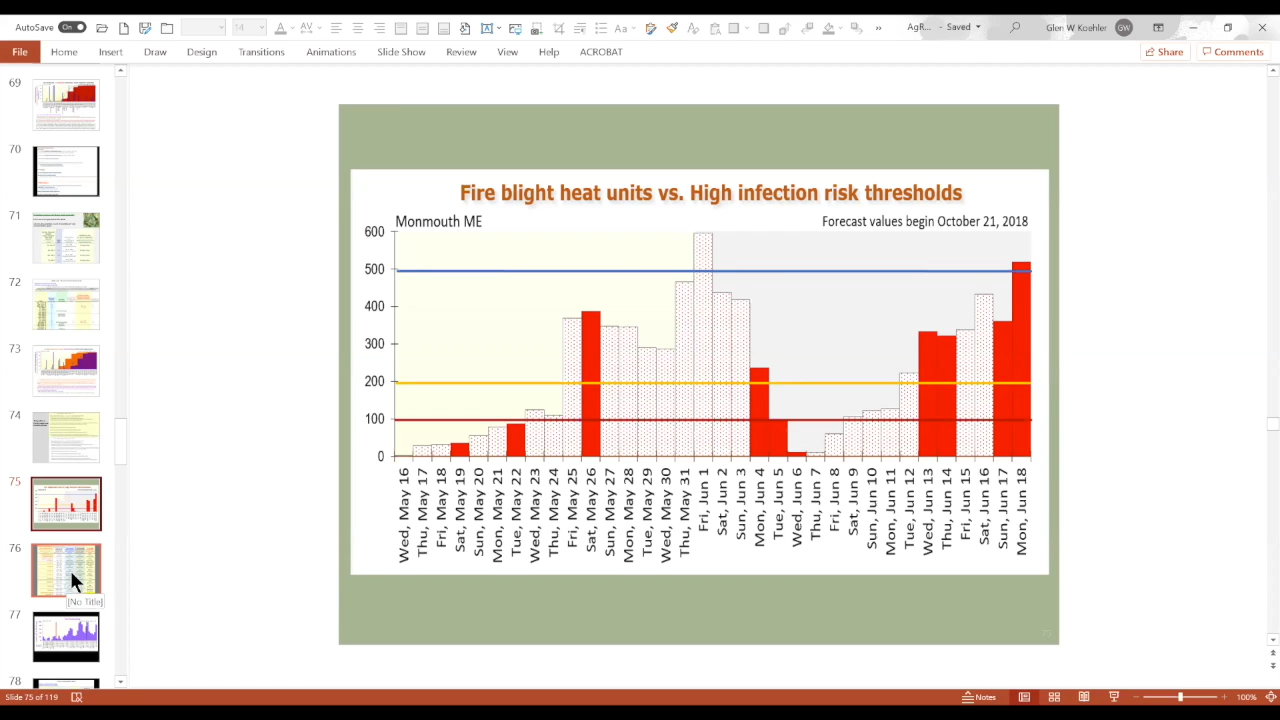 AutoSave
On
14
Aa
AgR... - Saved
Glen W Koehler
GW
File
Home
Insert
Draw
Design
Transitions
Animations
Slide Show
Review
View
Help
ACROBAT
Share
Comments
69
70
71
72
73
74
75
76
[No Title]
77
78
Fire blight heat units vs. High infection risk thresholds
Monmouth ME
Forecast values begin October 21, 2018
600
500
400
300
200
100
0
Wed, May 16
Thu, May 17
Fri, May 18
Sat, May 19
Sun, May 20
Mon, May 21
Tue, May 22
Wed, May 23
Thu, May 24
Fri, May 25
Sat, May 26
Sun, May 27
Mon, May 28
Tue, May 29
Wed, May 30
Thu, May 31
Fri, Jun 1
Sat, Jun 2
Sun, Jun 3
Mon, Jun 4
Tue, Jun 5
Wed, Jun 6
Thu, Jun 7
Fri, Jun 8
Sat, Jun 9
Sun, Jun 10
Mon, Jun 11
Tue, Jun 12
Wed, Jun 13
Thu, Jun 14
Fri, Jun 15
Sat, Jun 16
Sun, Jun 17
Mon, Jun 18
75
Slide 75 of 119
Notes
100%